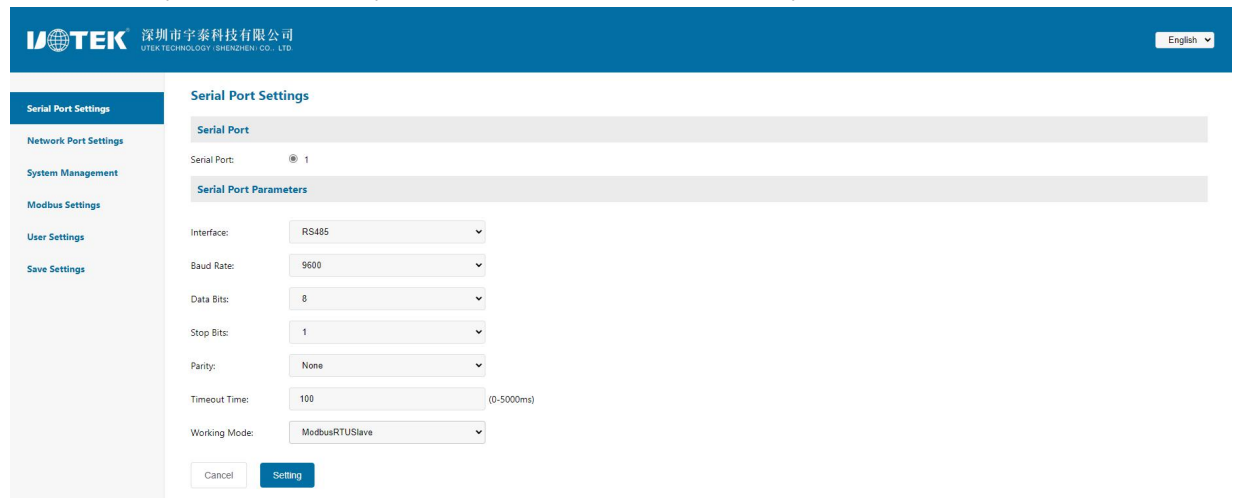 UTEK 深圳市宇泰科技有限公司
UTEK TECHNOLOGY (SHENZHEN) CO., LTD.
English
Serial Port Settings
Network Port Settings
System Management
Modbus Settings
User Settings
Save Settings
Serial Port Settings
Serial Port
Serial Port: 1
Serial Port Parameters
Interface: RS485
Baud Rate: 9600
Data Bits: 8
Stop Bits: 1
Parity: None
Timeout Time: 100 (0-5000ms)
Working Mode: ModbusRTUSlave
Cancel Setting